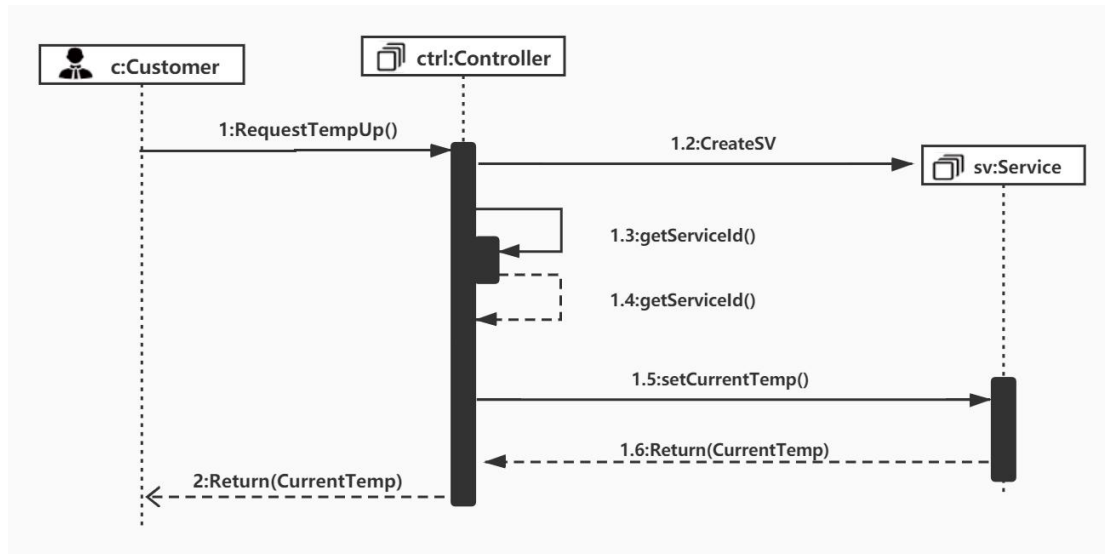 c:Customer
ctrl:Controller
1:RequestTempUp()
1.2:CreateSV
sv:Service
1.3:getServiceId()
1.4:getServiceId()
1.5:setCurrentTemp()
1.6:Return(CurrentTemp)
2:Return(CurrentTemp)